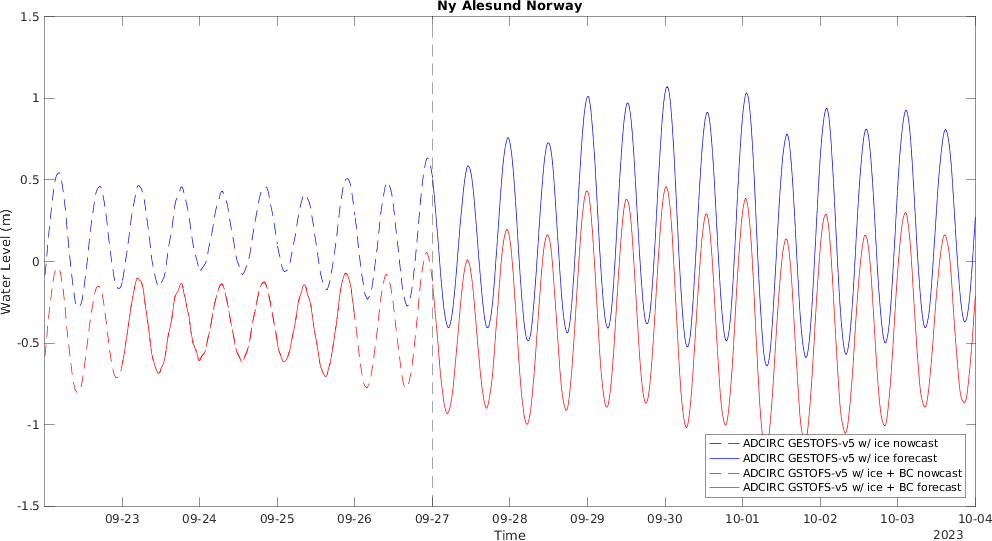 Ny Alesund Norway
1.5
1
0.5
0
-0.5
-1
-1.5
Water Level (m)
09-23 09-24 09-25 09-26 09-27 09-28 09-29 09-30 10-01 10-02 10-03 10-04
Time
2023
ADCIRC GESTOFS-v5 w/ ice nowcast
ADCIRC GESTOFS-v5 w/ ice forecast
ADCIRC GSTOFS-v5 w/ ice + BC nowcast
ADCIRC GSTOFS-v5 w/ ice + BC forecast